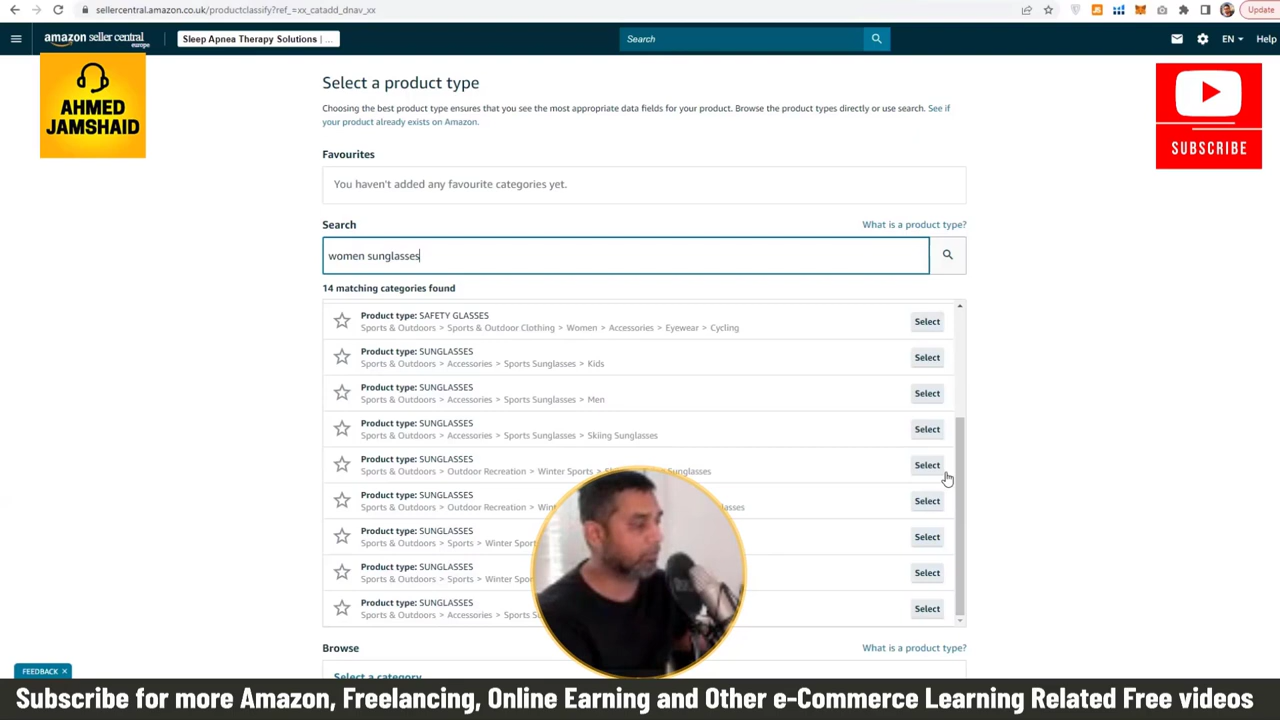 sellercentral.amazon.co.uk/productclassify?ref_=xx_catadd_dnav_xx
Update
amazon seller central
europe
Sleep Apnea Therapy Solutions | ...
Search
EN
Help
AHMED
JAMSHAID
SUBSCRIBE
Select a product type
Choosing the best product type ensures that you see the most appropriate data fields for your product. Browse the product types directly or use search. See if
your product already exists on Amazon.
Favourites
You haven't added any favourite categories yet.
Search
What is a product type?
women sunglasses
14 matching categories found
Product type: SAFETY GLASSES
Sports & Outdoors > Sports & Outdoor Clothing > Women > Accessories > Eyewear > Cycling
Select
Product type: SUNGLASSES
Sports & Outdoors > Accessories > Sports Sunglasses > Kids
Select
Product type: SUNGLASSES
Sports & Outdoors > Accessories > Sports Sunglasses > Men
Select
Product type: SUNGLASSES
Sports & Outdoors > Accessories > Sports Sunglasses > Skiing Sunglasses
Select
Product type: SUNGLASSES
Sports & Outdoors > Outdoor Recreation > Winter Sports > Sunglasses
Select
Product type: SUNGLASSES
Sports & Outdoors > Outdoor Recreation >
Select
Product type: SUNGLASSES
Sports & Outdoors > Sports > Winter
Select
Product type: SUNGLASSES
Sports & Outdoors > Sports > Winter
Select
Product type: SUNGLASSES
Sports & Outdoors > Accessories >
Select
Browse
What is a product type?
Select a category
FEEDBACK ×
Subscribe for more Amazon, Freelancing, Online Earning and Other e-Commerce Learning Related Free videos